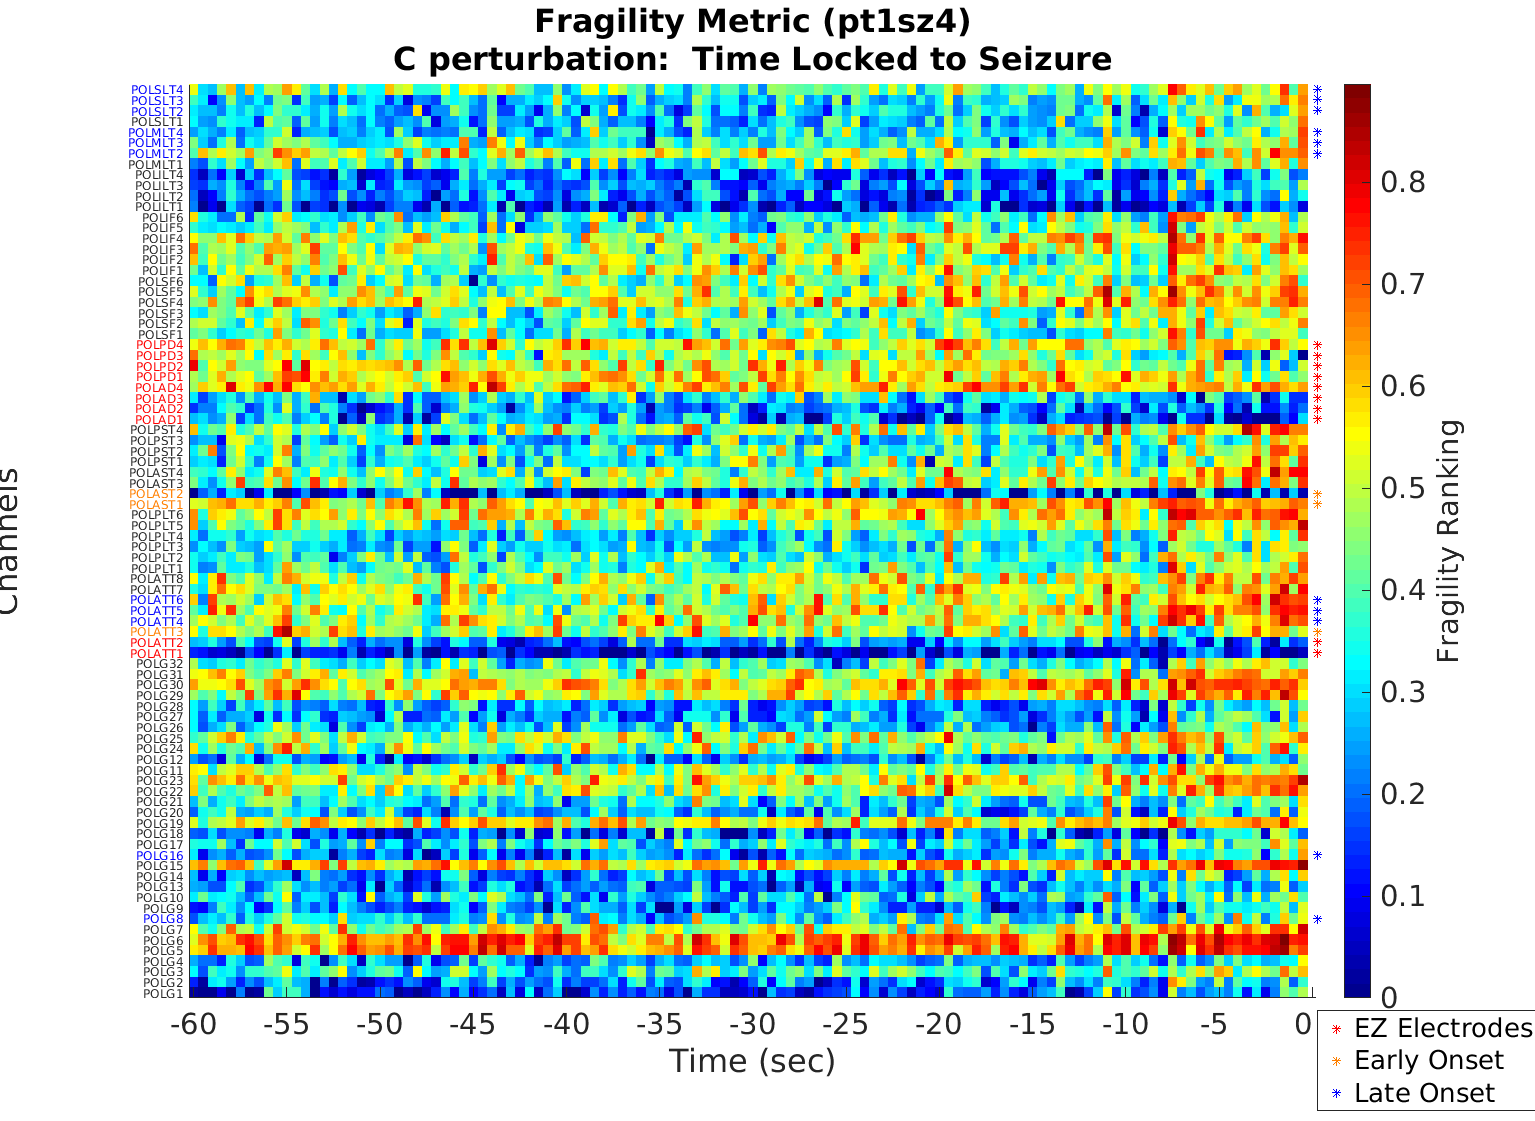 Fragility Metric (pt1sz4)
C perturbation:  Time Locked to Seizure
POLSLT4
POLSLT3
POLSLT2
POLSLT1
POLMLT4
POLMLT3
POLMLT2
POLMLT1
POLILT4
POLILT3
POLILT2
POLILT1
POLIF6
POLIF5
POLIF4
POLIF3
POLIF2
POLIF1
POLSF6
POLSF5
POLSF4
POLSF3
POLSF2
POLSF1
POLPD4
POLPD3
POLPD2
POLPD1
POLAD4
POLAD3
POLAD2
POLAD1
POLPST4
POLPST3
POLPST2
POLPST1
POLAST4
POLAST3
POLAST2
POLAST1
POLPLT6
POLPLT5
POLPLT4
POLPLT3
POLPLT2
POLPLT1
POLATT8
POLATT7
POLATT6
POLATT5
POLATT4
POLATT3
POLATT2
POLATT1
POLG32
POLG31
POLG30
POLG29
POLG28
POLG27
POLG26
POLG25
POLG24
POLG12
POLG11
POLG23
POLG22
POLG21
POLG20
POLG19
POLG18
POLG17
POLG16
POLG15
POLG14
POLG13
POLG10
POLG9
POLG8
POLG7
POLG6
POLG5
POLG4
POLG3
POLG2
POLG1
Channels
-60 -55 -50 -45 -40 -35 -30 -25 -20 -15 -10 -5 0
Time (sec)
0.8
0.7
0.6
0.5
0.4
0.3
0.2
0.1
0
Fragility Ranking
EZ Electrodes
Early Onset
Late Onset